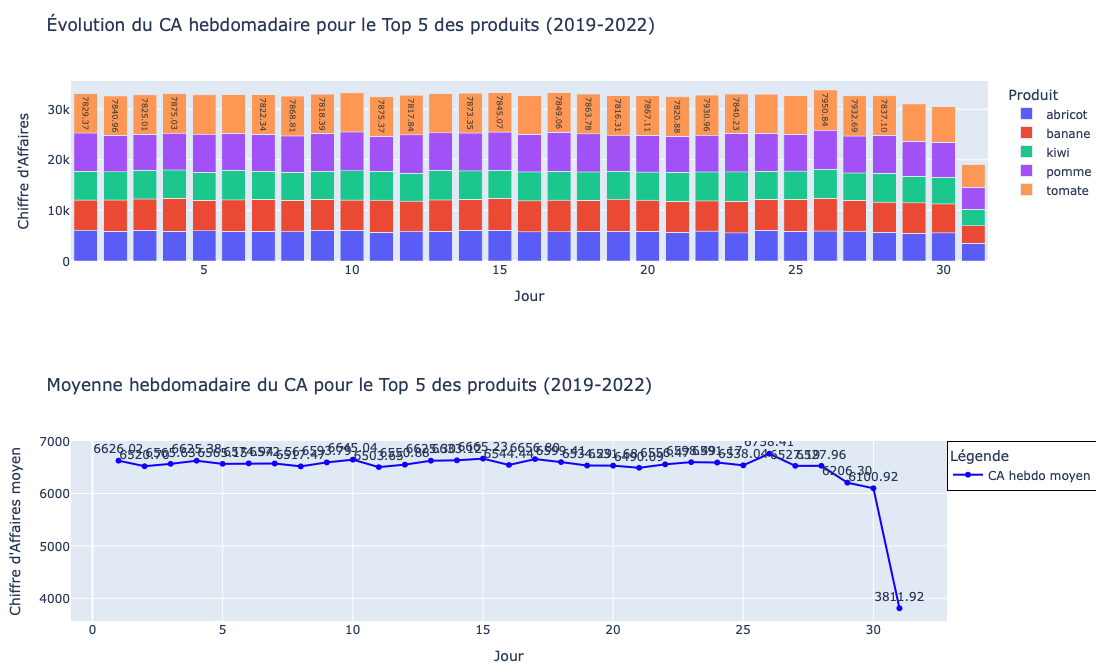 Évolution du CA hebdomadaire pour le Top 5 des produits (2019-2022)
Chiffre d'Affaires
30k
20k
10k
0
7829.37
7840.96
7825.01
7875.03
7822.34
7868.81
7818.39
7875.37
7817.84
7873.35
7845.07
7849.06
7863.78
7816.31
7867.11
7820.88
7930.96
7840.23
7950.84
7932.69
7837.10
5
10
15
20
25
30
Jour
Produit
abricot
banane
kiwi
pomme
tomate
Moyenne hebdomadaire du CA pour le Top 5 des produits (2019-2022)
Chiffre d'Affaires moyen
7000
6000
5000
4000
6626.02
6625.38
6517.47
6645.04
6665.23
6544.44
6656.80
6538.04
6206.30
6100.92
3811.92
0
5
10
15
20
25
30
Jour
Légende
CA hebdo moyen